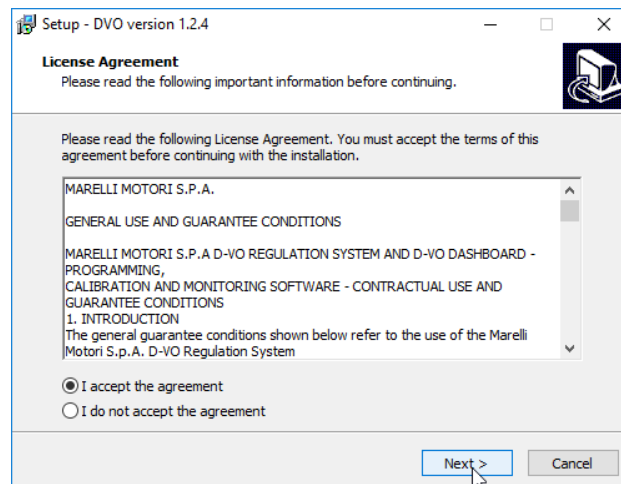 Setup - DVO version 1.2.4
License Agreement
Please read the following important information before continuing.
Please read the following License Agreement. You must accept the terms of this
agreement before continuing with the installation.
MARELLI MOTORI S.P.A.
GENERAL USE AND GUARANTEE CONDITIONS
MARELLI MOTORI S.P.A D-VO REGULATION SYSTEM AND D-VO DASHBOARD -
PROGRAMMING,
CALIBRATION AND MONITORING SOFTWARE - CONTRACTUAL USE AND
GUARANTEE CONDITIONS
1. INTRODUCTION
The general guarantee conditions shown below refer to the use of the Marelli
Motori S.p.A. D-VO Regulation System
I accept the agreement
I do not accept the agreement
Next >
Cancel